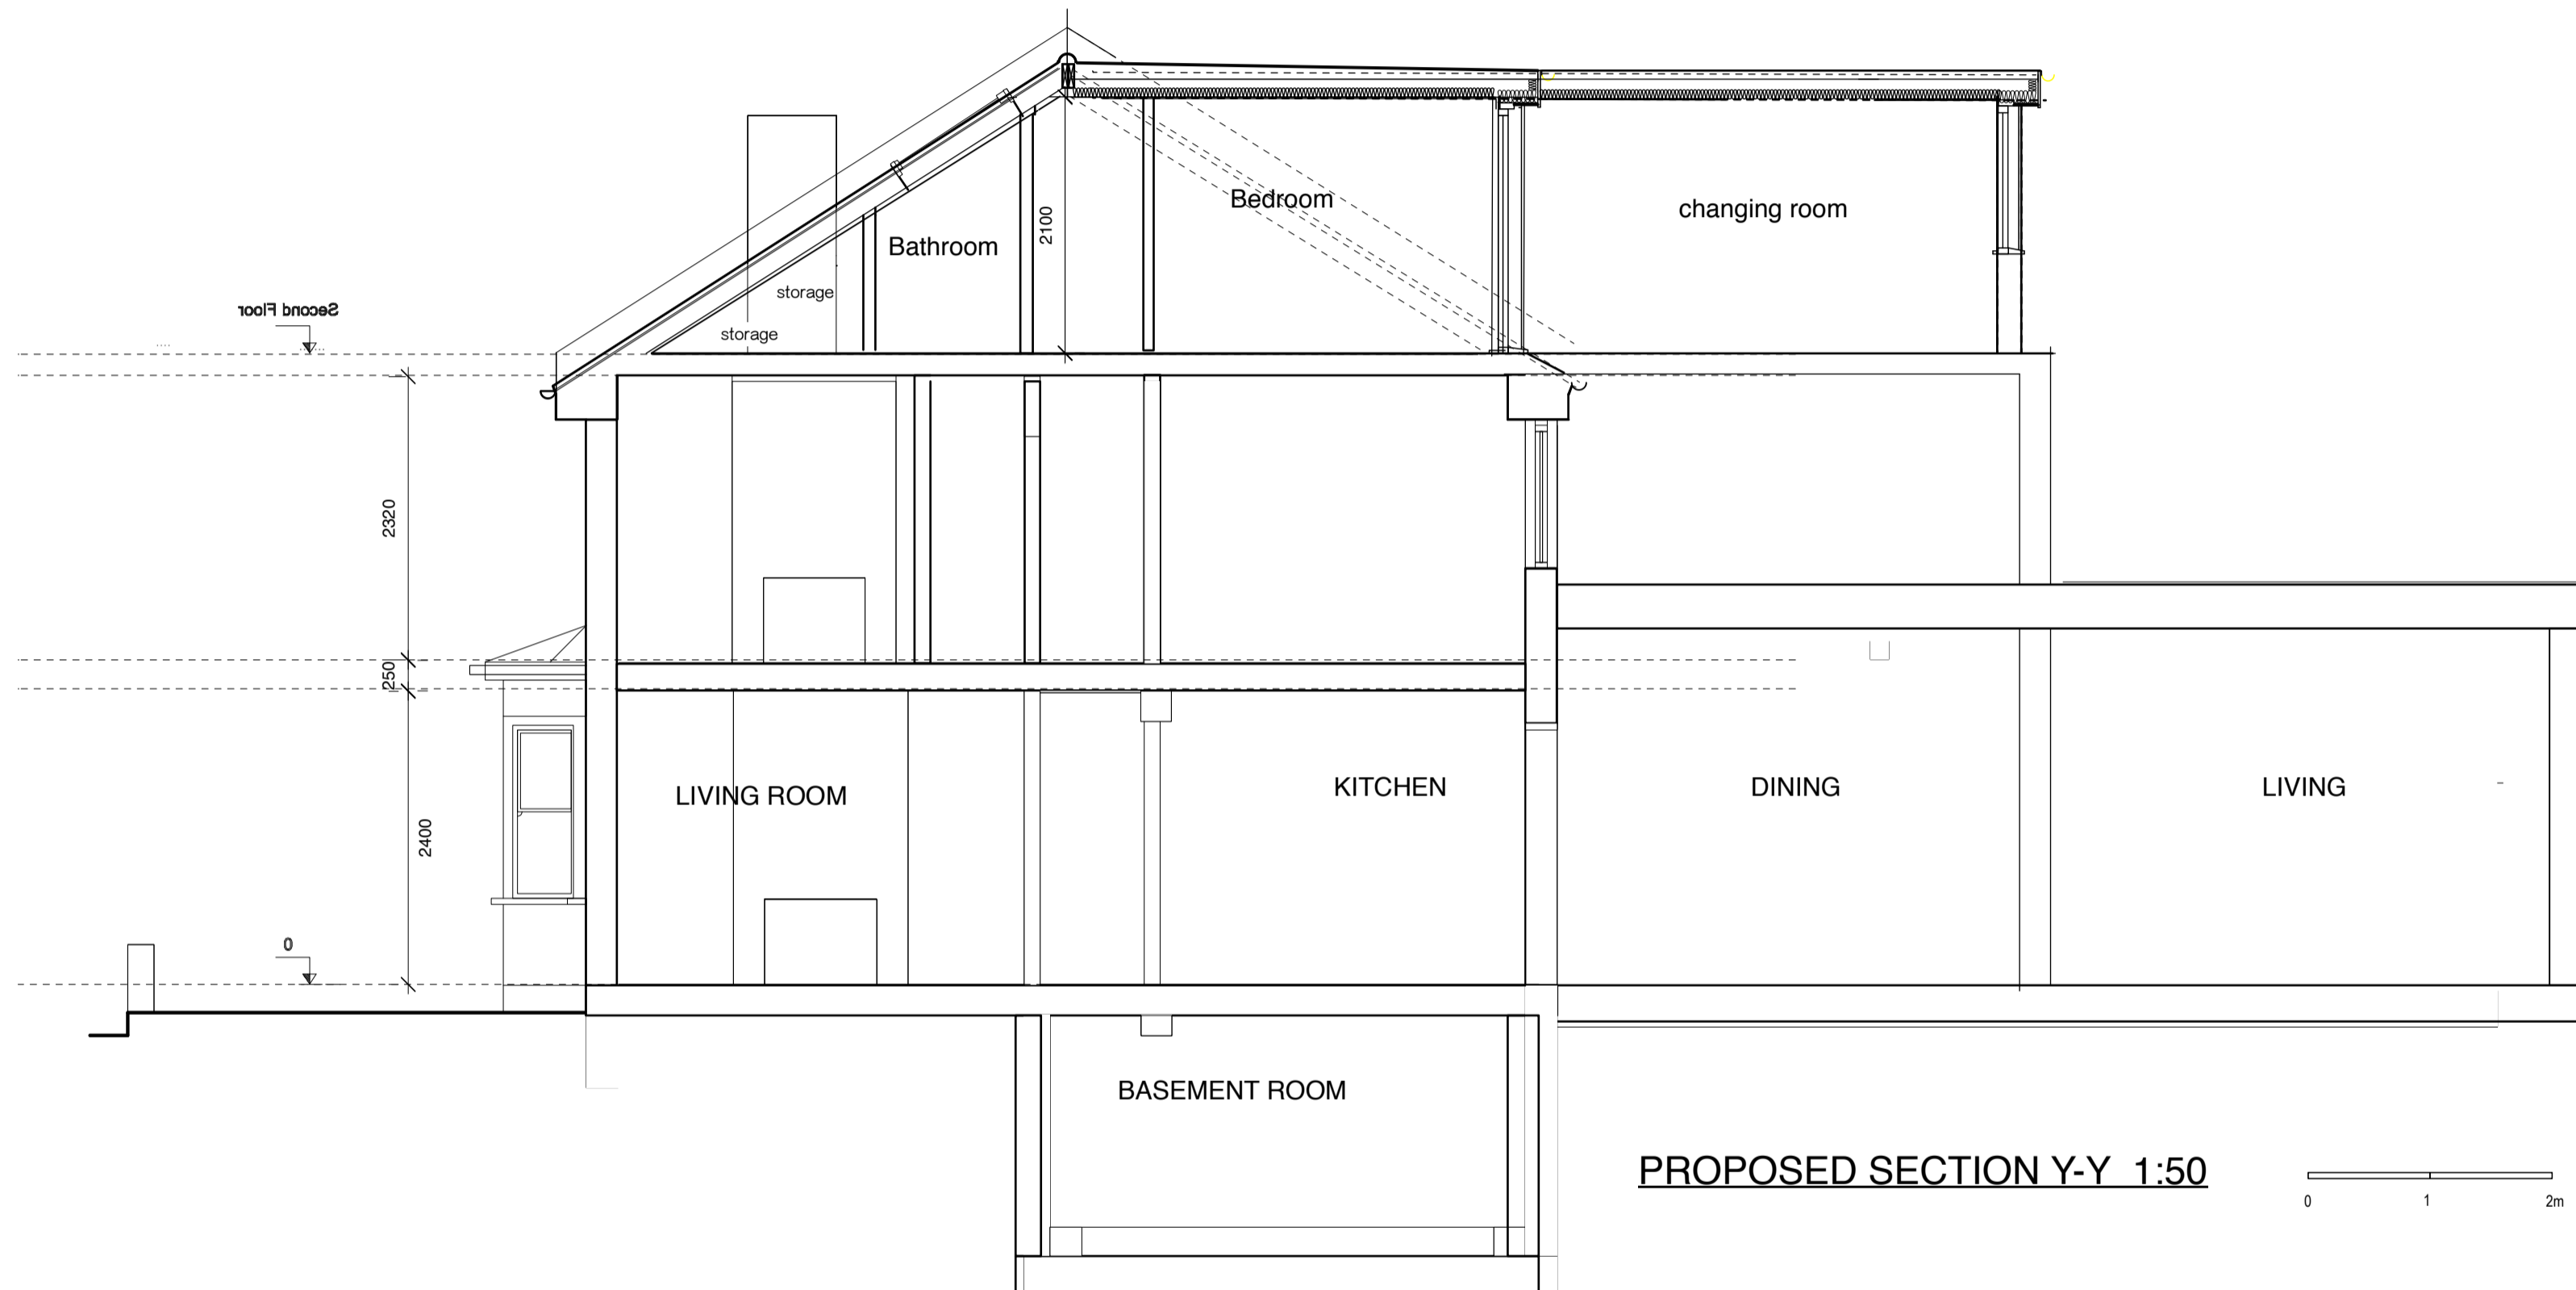 Bedroom
changing room
2100
Bathroom
storage
storage
Second Floor
2320
250
LIVING ROOM
KITCHEN
DINING
LIVING
2400
0
BASEMENT ROOM
PROPOSED SECTION Y-Y 1:50
0 1 2m